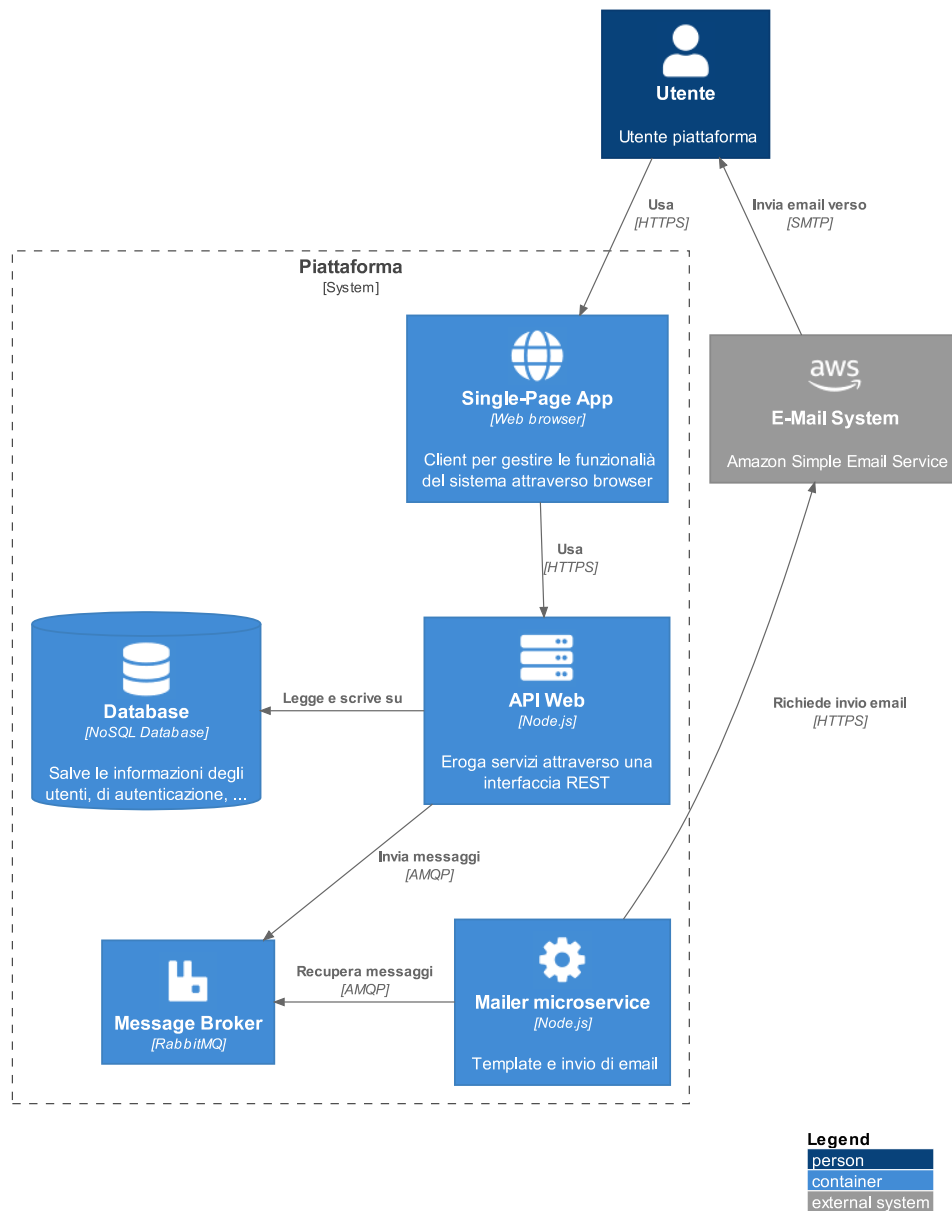 Utente
Utente piattaforma
Usa
[HTTPS]
Invia email verso
[SMTP]
Piattaforma
[System]
Single-Page App
[Web browser]
Client per gestire le funzionalià
del sistema attraverso browser
aws
E-Mail System
Amazon Simple Email Service
Usa
[HTTPS]
Database
[NoSQL Database]
Salve le informazioni degli
utenti, di autenticazione, ...
Legge e scrive su
API Web
[Node.js]
Eroga servizi attraverso una
interfaccia REST
Richiede invio email
[HTTPS]
Invia messaggi
[AMQP]
Message Broker
[RabbitMQ]
Recupera messaggi
[AMQP]
Mailer microservice
[Node.js]
Template e invio di email
Legend
person
container
external system